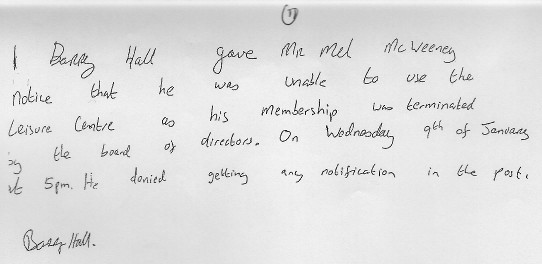 (1)
I Barry Hall gave Mr Mel McWeeney
notice that he was unable to use the
Leisure Centre as his membership was terminated
by the board of directors. On Wednesday 9th of January
at 5pm. He denied getting any notification in the post.
Barry Hall.